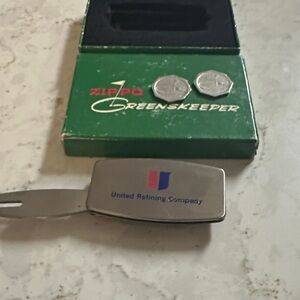 ZIPPO
GREENSKEEPER
United Refining Company